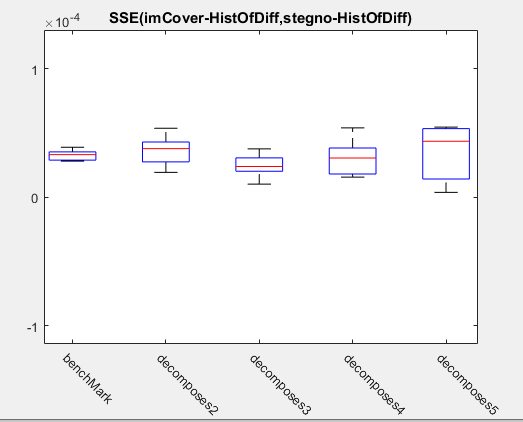 SSE(imCover-HistOfDiff,stegno-HistOfDiff)
×10-4
1
0
-1
benchMark
decomposes2
decomposes3
decomposes4
decomposes5